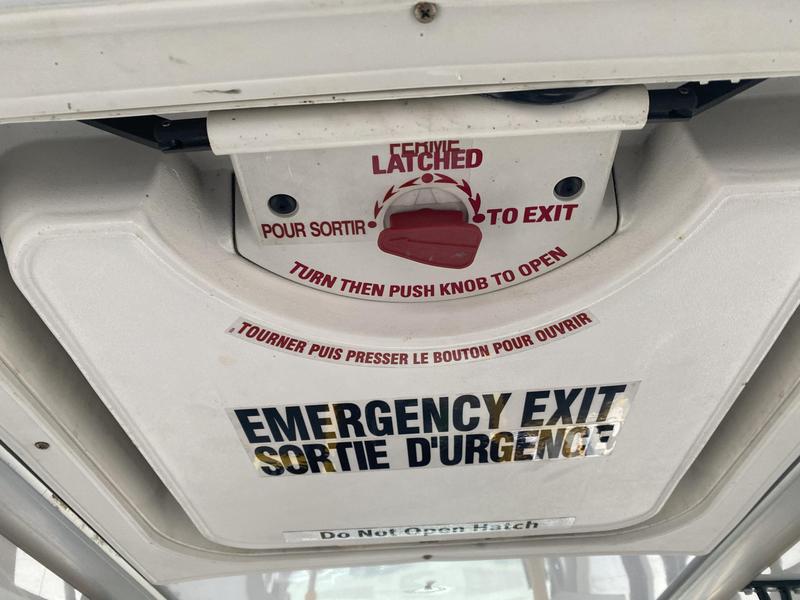 FERMÉ
LATCHED
POUR SORTIR
TO EXIT
TURN THEN PUSH KNOB TO OPEN
TOURNER PUIS PRESSER LE BOUTON POUR OUVRIR
EMERGENCY EXIT
SORTIE D'URGENCE
Do Not Open Hatch